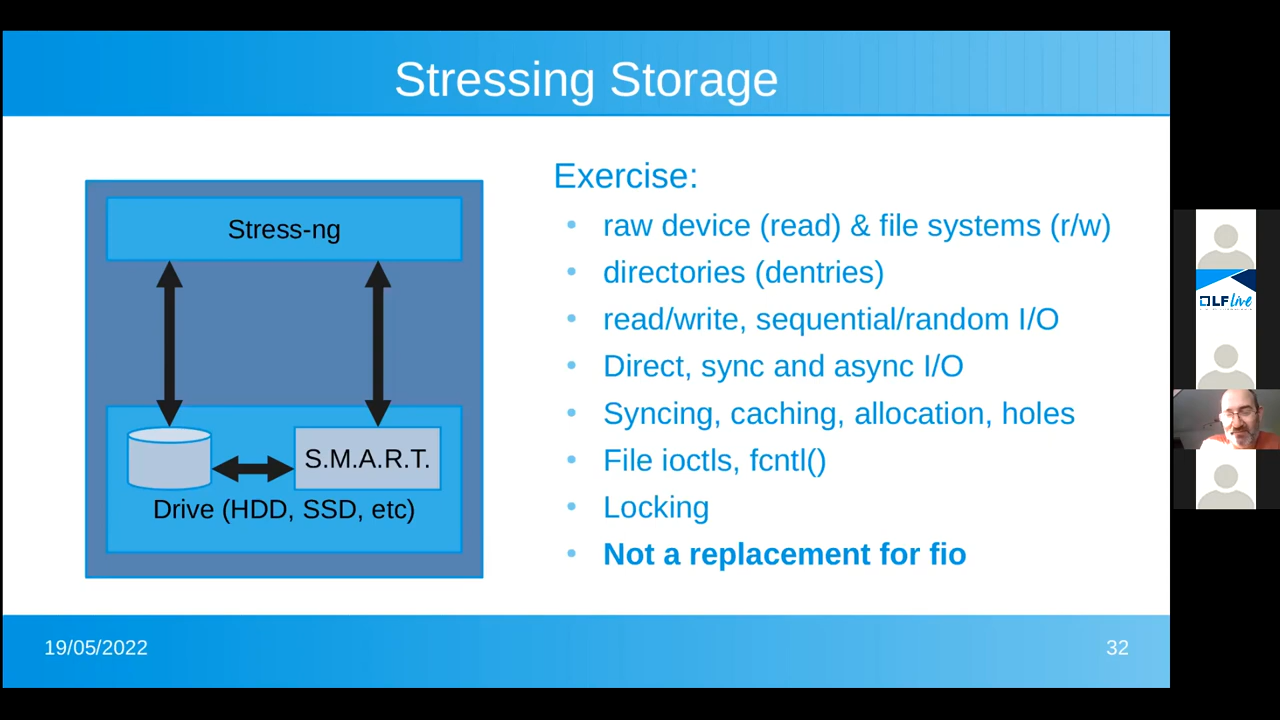 Stressing Storage
Stress-ng
S.M.A.R.T.
Drive (HDD, SSD, etc)
Exercise:
• raw device (read) & file systems (r/w)
• directories (dentries)
• read/write, sequential/random I/O
• Direct, sync and async I/O
• Syncing, caching, allocation, holes
• File ioctls, fcntl()
• Locking
• Not a replacement for fio
19/05/2022
32
LF Live